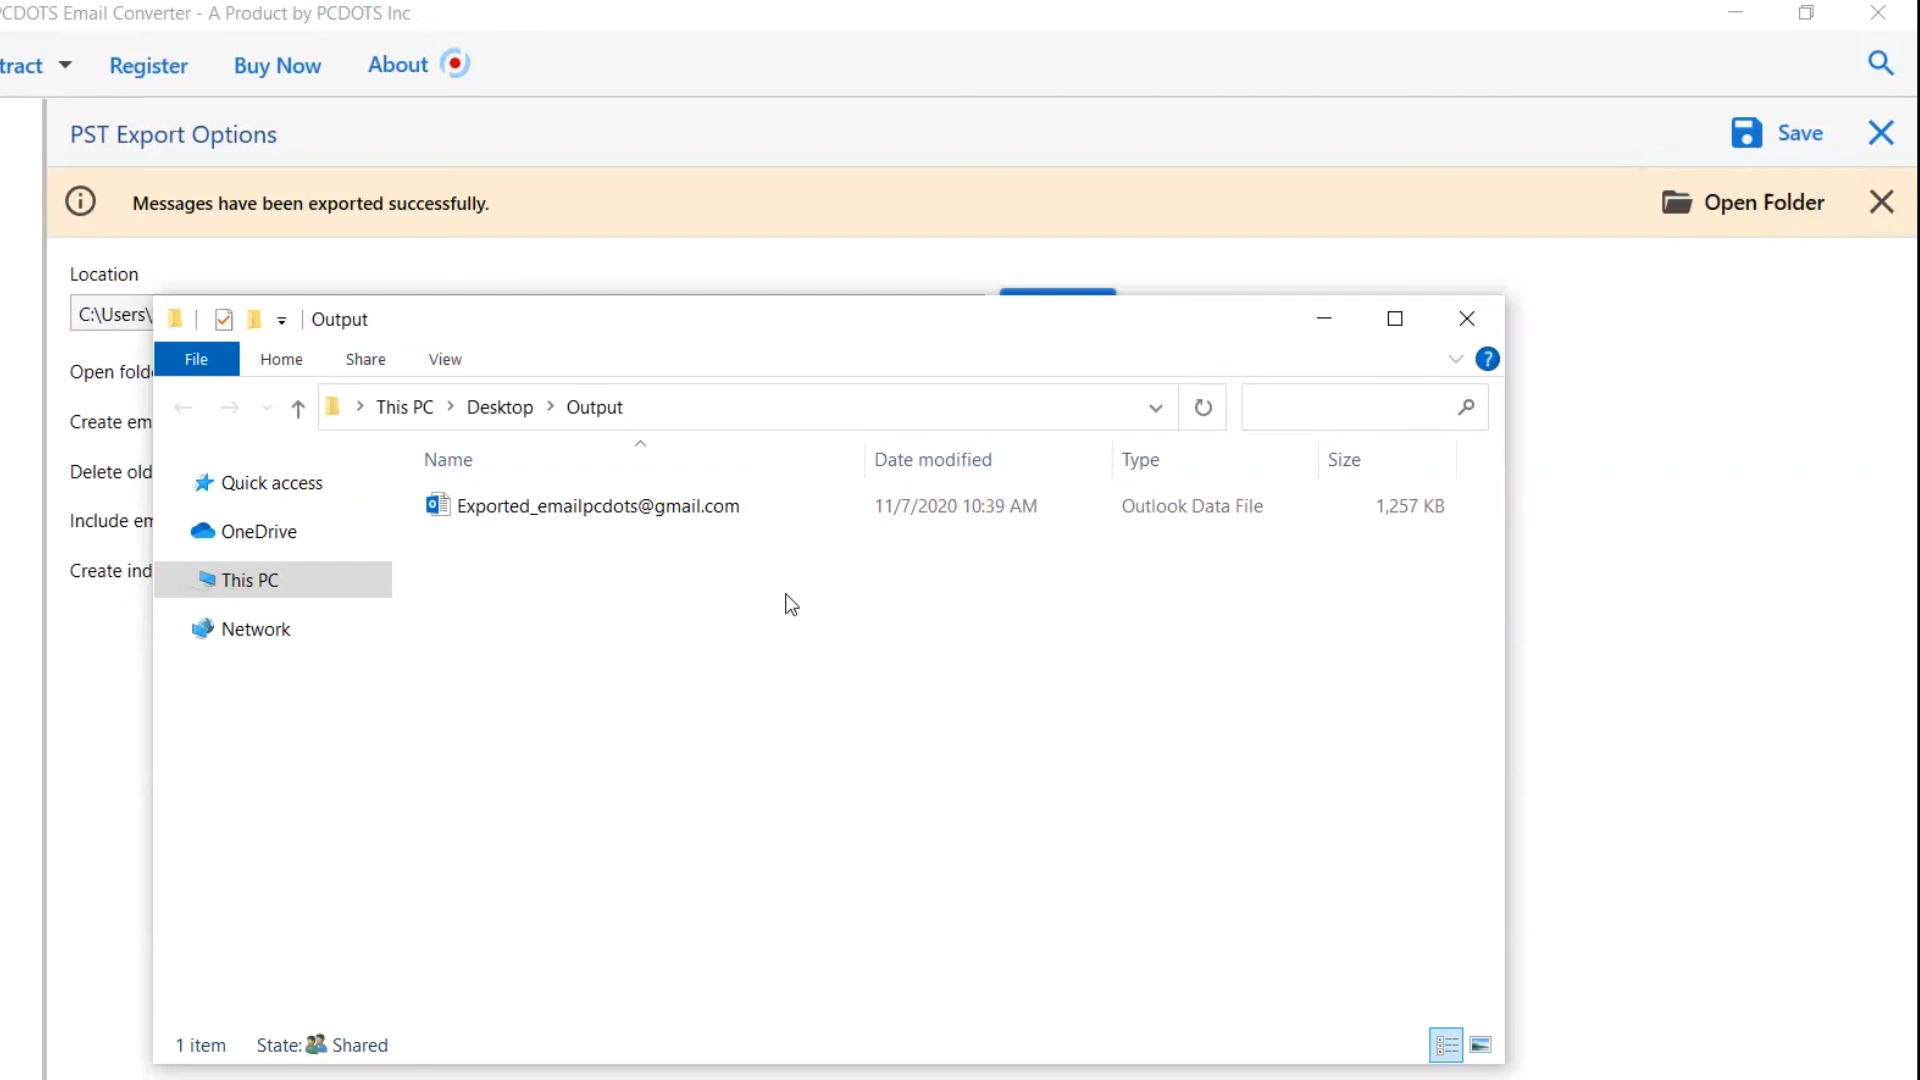 PCDOTS Email Converter - A Product by PCDOTS Inc
tract Register Buy Now About
PST Export Options Save
Messages have been exported successfully. Open Folder
Location
C:\Users\
Output
File Home Share View
?
This PC Desktop Output
Name Date modified Type Size
Exported_emailpcdots@gmail.com 11/7/2020 10:39 AM Outlook Data File 1,257 KB
Quick access
OneDrive
This PC
Network
Open folde
Create em
Delete old
Include em
Create ind
1 item State: Shared